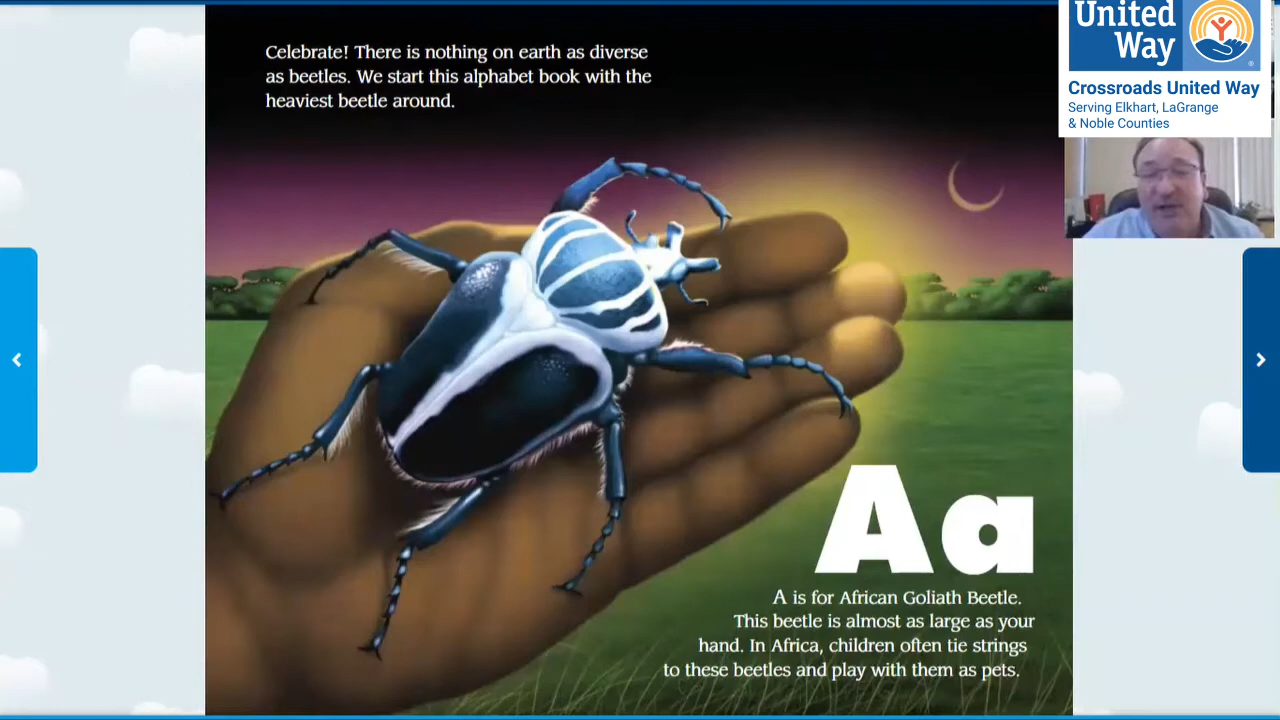 Celebrate! There is nothing on earth as diverse
as beetles. We start this alphabet book with the
heaviest beetle around.
United
Way
®
Crossroads United Way
Serving Elkhart, LaGrange
& Noble Counties
Aa
A is for African Goliath Beetle.
This beetle is almost as large as your
hand. In Africa, children often tie strings
to these beetles and play with them as pets.